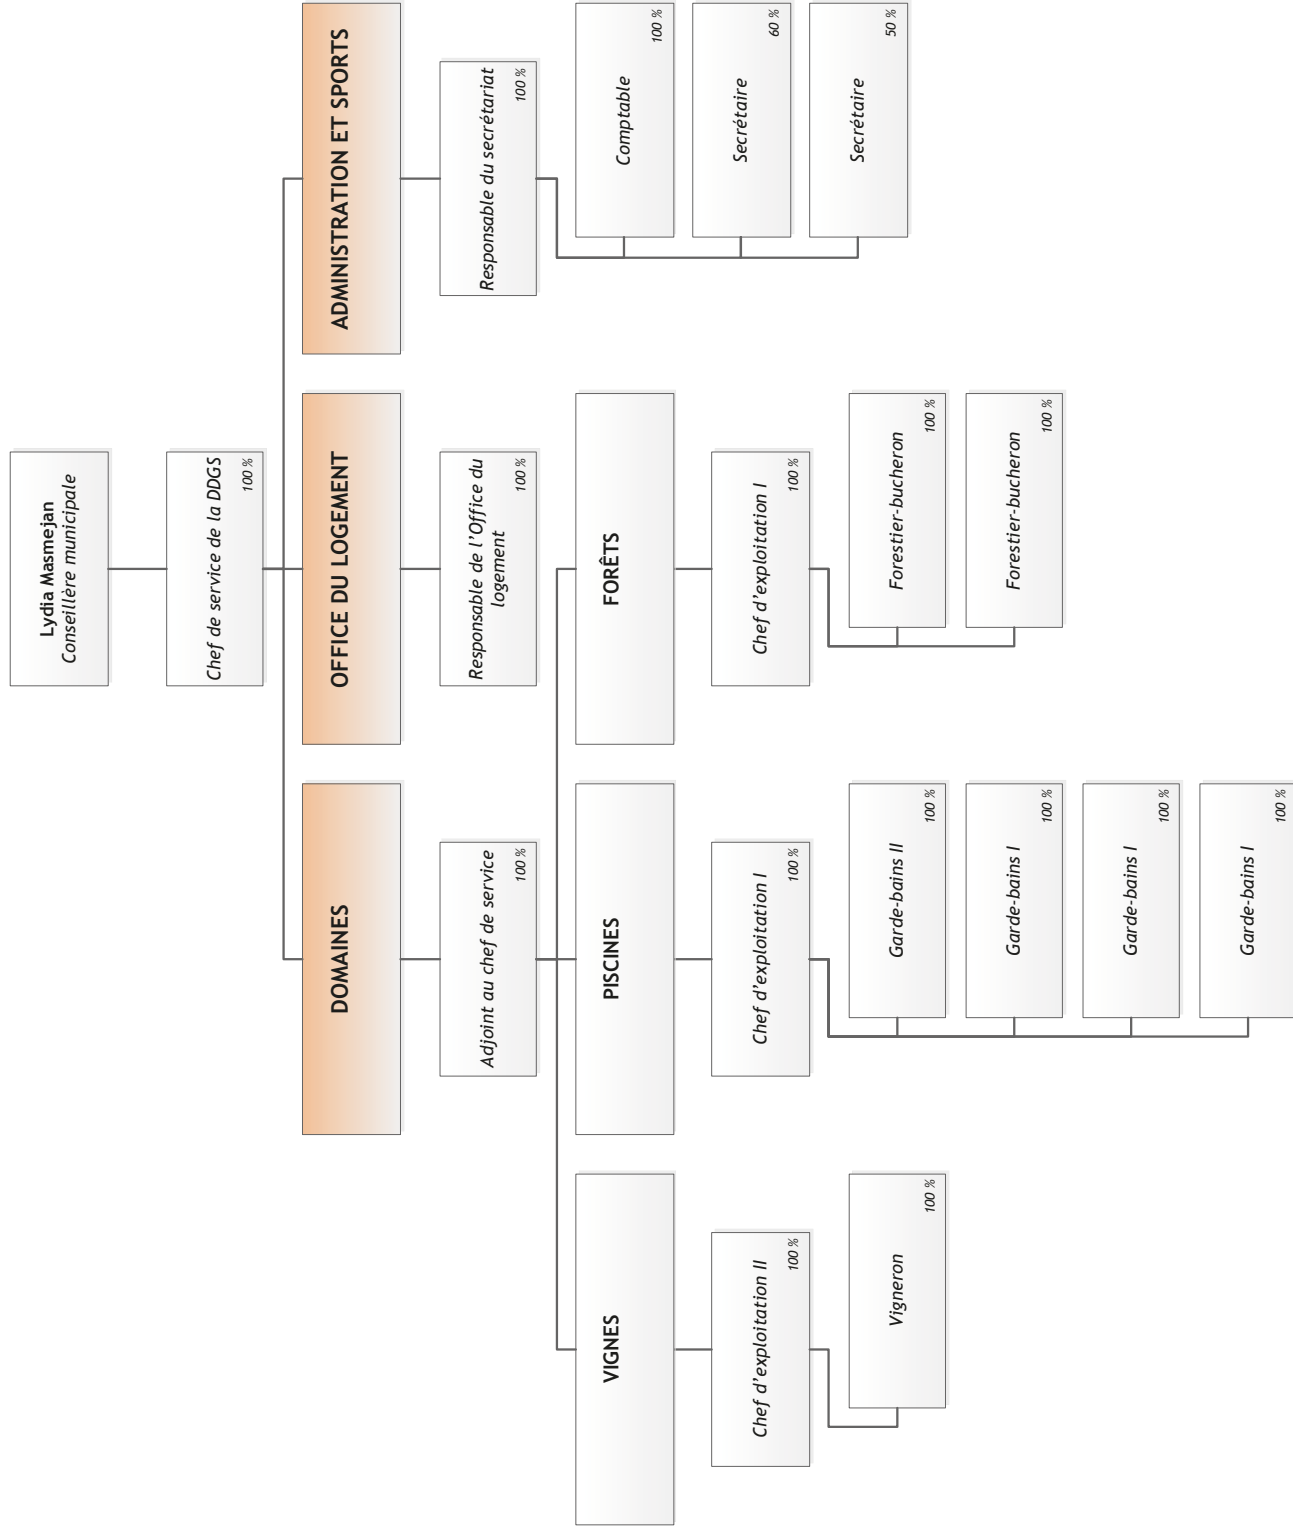 Lydia Masmejan
Conseillère municipale
Chef de service de la DDGS
100 %
DOMAINES
OFFICE DU LOGEMENT
ADMINISTRATION ET SPORTS
Adjoint au chef de service
100 %
Responsable de l'Office du
logement
100 %
Responsable du secrétariat
100 %
VIGNES
PISCINES
FORÊTS
Comptable
100 %
Secrétaire
60 %
Secrétaire
50 %
Chef d'exploitation II
100 %
Chef d'exploitation I
100 %
Chef d'exploitation I
100 %
Vigneron
100 %
Garde-bains II
100 %
Garde-bains I
100 %
Garde-bains I
100 %
Garde-bains I
100 %
Forestier-bucheron
100 %
Forestier-bucheron
100 %